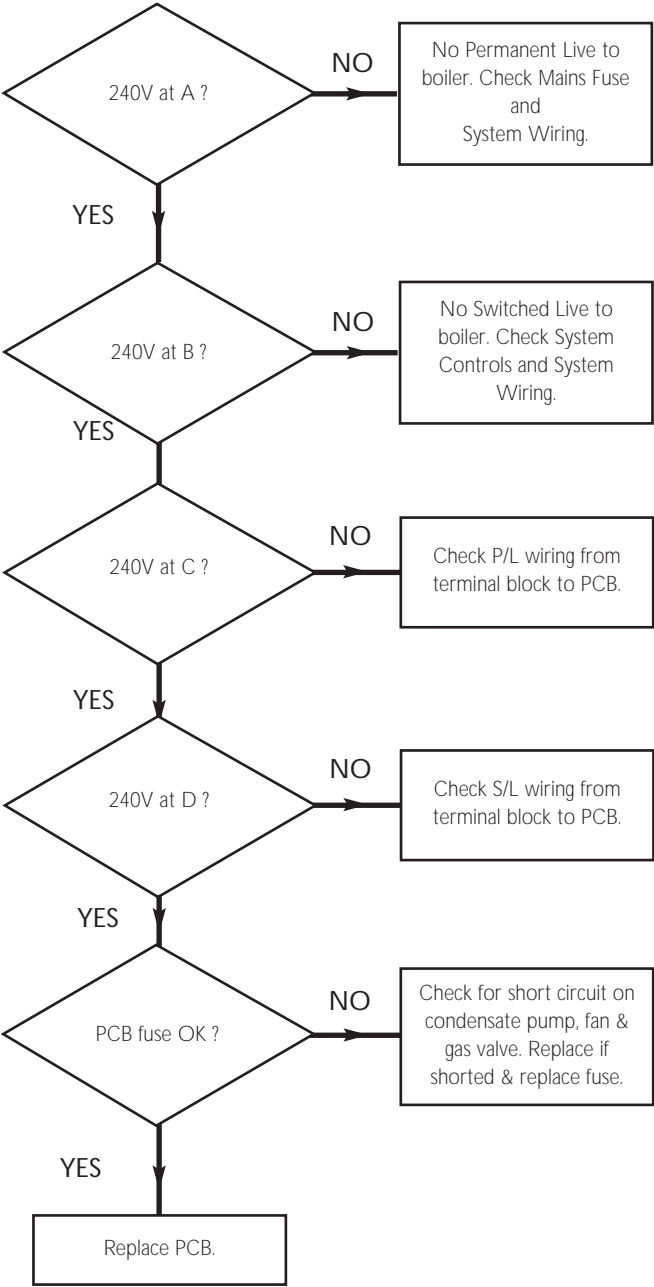 240V at A ?
NO
No Permanent Live to
boiler. Check Mains Fuse
and
System Wiring.
YES
240V at B ?
NO
No Switched Live to
boiler. Check System
Controls and System
Wiring.
YES
240V at C ?
NO
Check P/L wiring from
terminal block to PCB.
YES
240V at D ?
NO
Check S/L wiring from
terminal block to PCB.
YES
PCB fuse OK ?
NO
Check for short circuit on
condensate pump, fan &
gas valve. Replace if
shorted & replace fuse.
YES
Replace PCB.